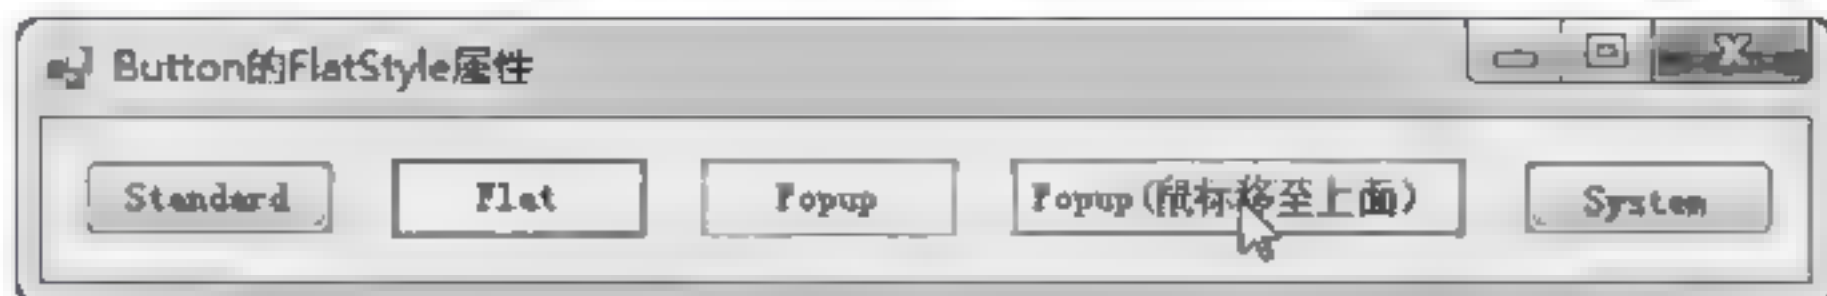 Button的FlatStyle属性
Standard Flat Popup Popup(鼠标移至上面) System